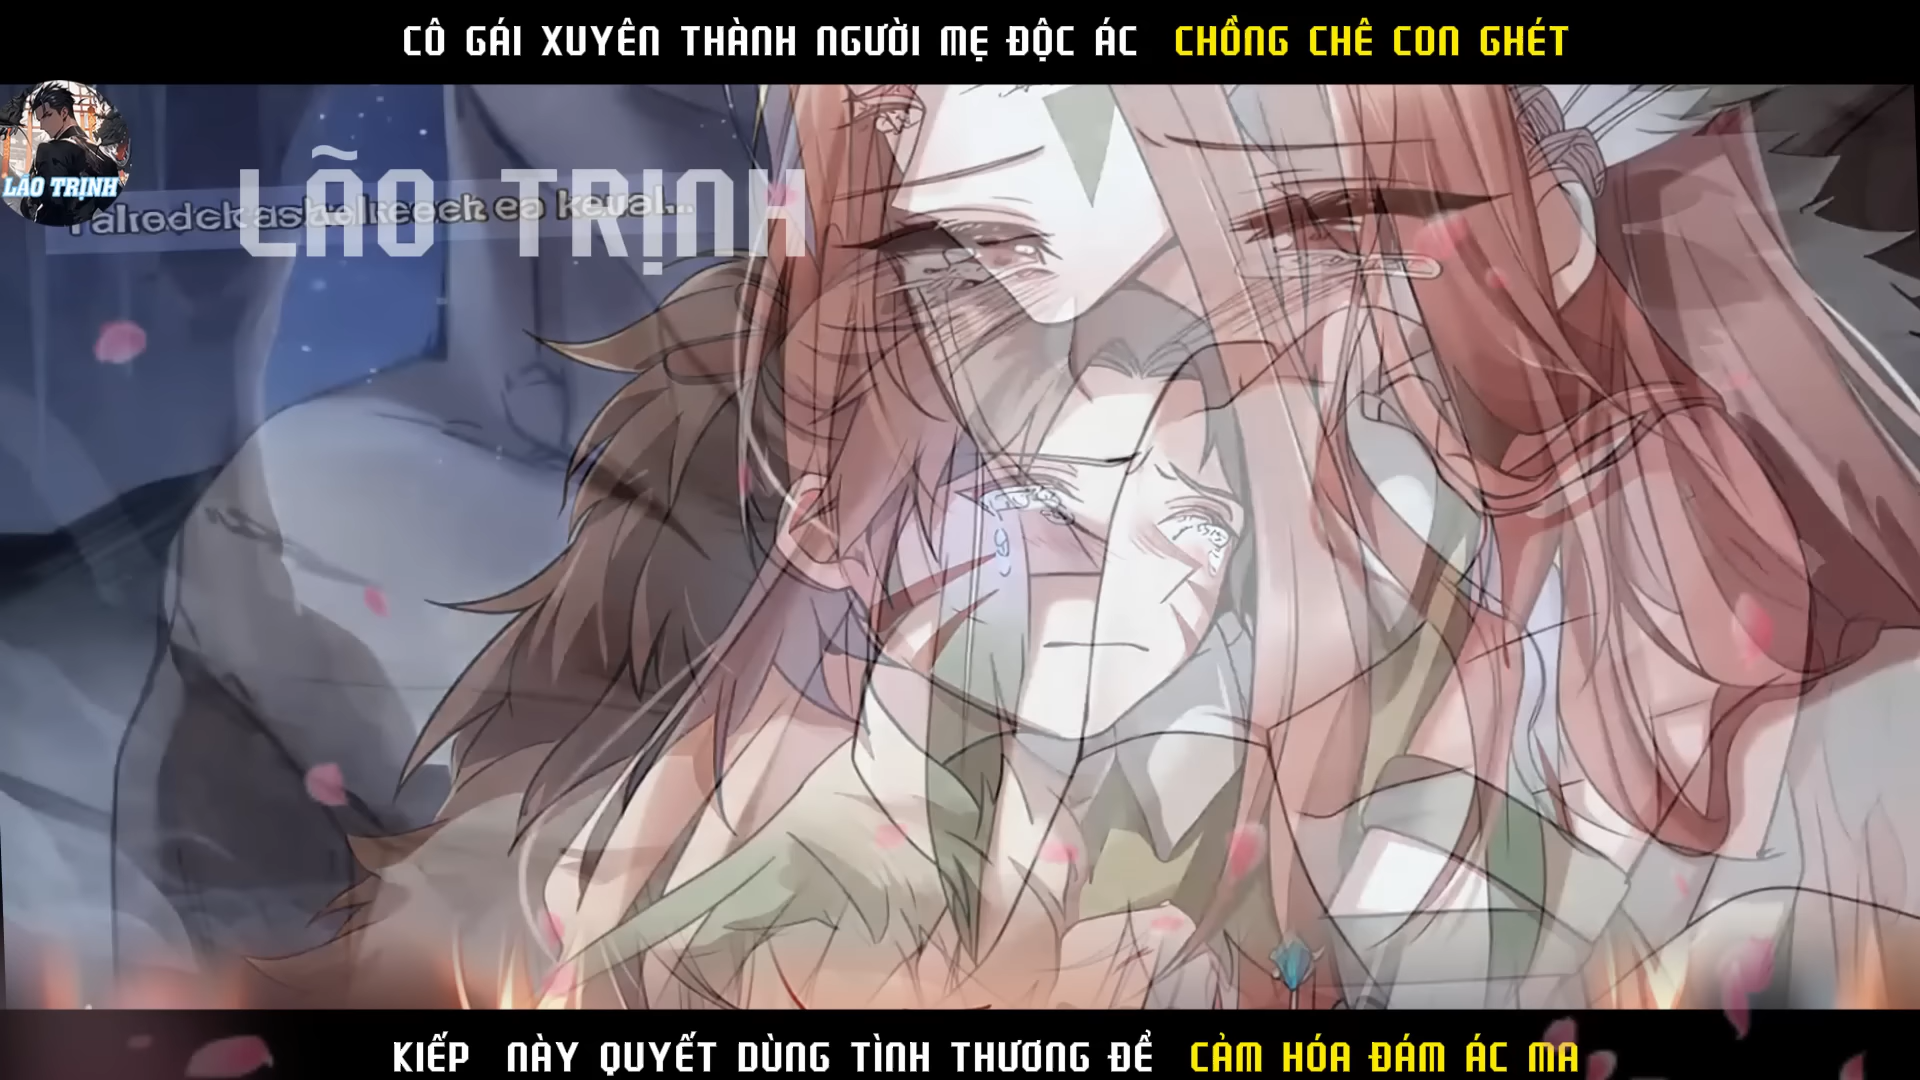 CÔ GÁI XUYÊN THÀNH NGƯỜI MẸ ĐỘC ÁC CHỒNG CHÊ CON GHÉT
LÃO TRỊNH
LÃO TRỊNH
KIẾP NÀY QUYẾT DÙNG TÌNH THƯƠNG ĐỂ CẢM HÓA ĐÁM ÁC MA